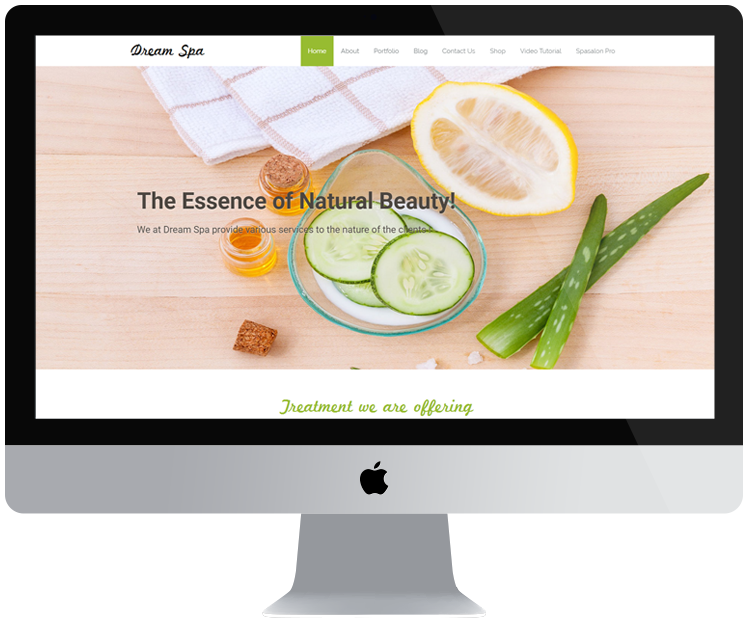 Dream Spa
Home About Portfolio Blog Contact Us Shop Video Tutorial Spasalon Pro
The Essence of Natural Beauty!
We at Dream Spa provide various services to the nature of the clients !
Treatment we are offering